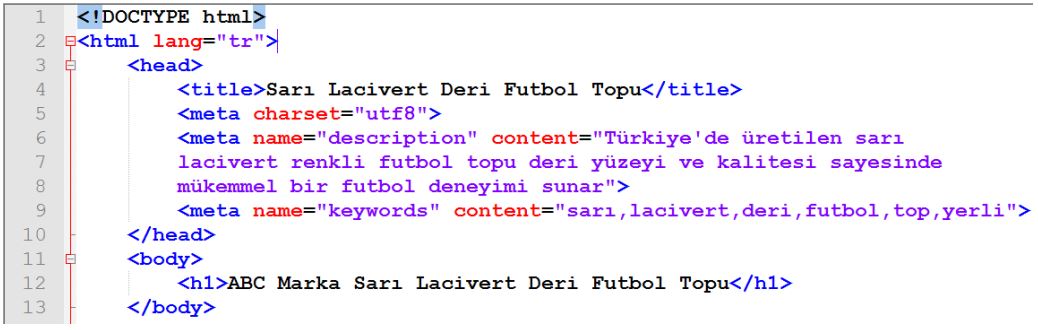 1 <!DOCTYPE html>
2 <html lang="tr">
3 <head>
4 <title>Sarı Lacivert Deri Futbol Topu</title>
5 <meta charset="utf8">
6 <meta name="description" content="Türkiye'de üretilen sarı
7 lacivert renkli futbol topu deri yüzeyi ve kalitesi sayesinde
8 mükemmel bir futbol deneyimi sunar">
9 <meta name="keywords" content="sarı,lacivert,deri,futbol,top,yerli">
10 </head>
11 <body>
12 <h1>ABC Marka Sarı Lacivert Deri Futbol Topu</h1>
13 </body>